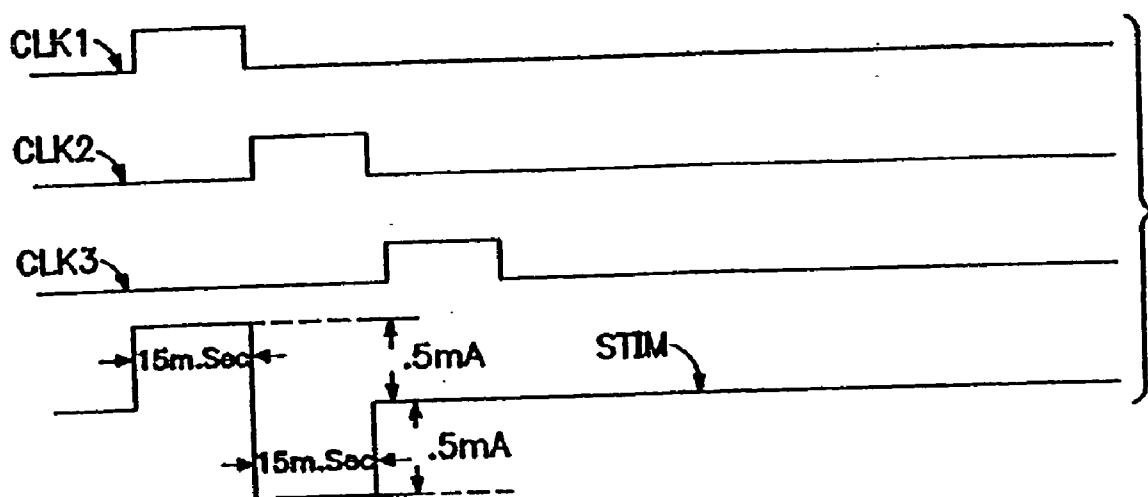 CLK1
CLK2
CLK3
15m.Sec
.5mA
STIM
15m.Sec
.5mA